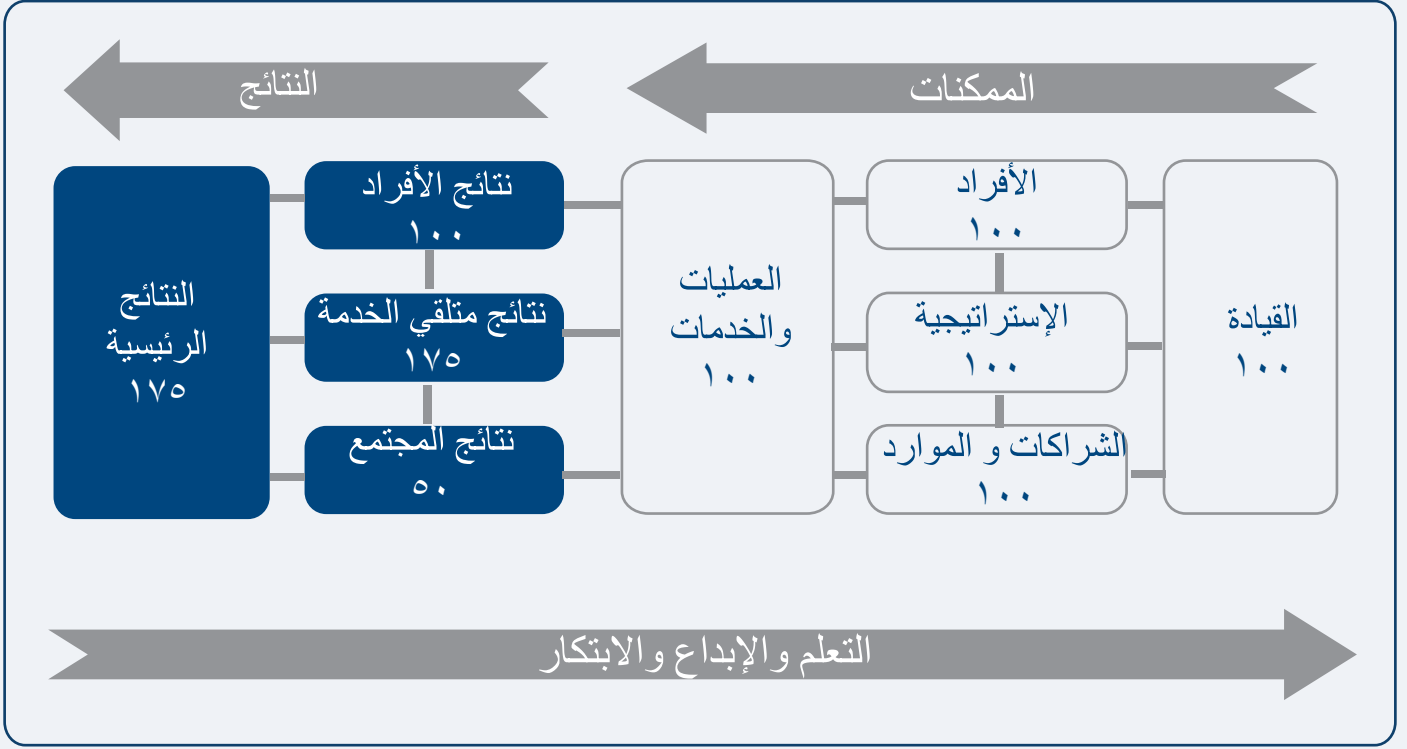 الممكنات
النتائج
القيادة
١٠٠
الأفراد
١٠٠
الإستراتيجية
١٠٠
الشراكات و الموارد
١٠٠
العمليات
والخدمات
١٠٠
نتائج الأفراد
١٠٠
نتائج متلقي الخدمة
١٧٥
نتائج المجتمع
٥٠
النتائج
الرئيسية
١٧٥
التعلم والإبداع والابتكار